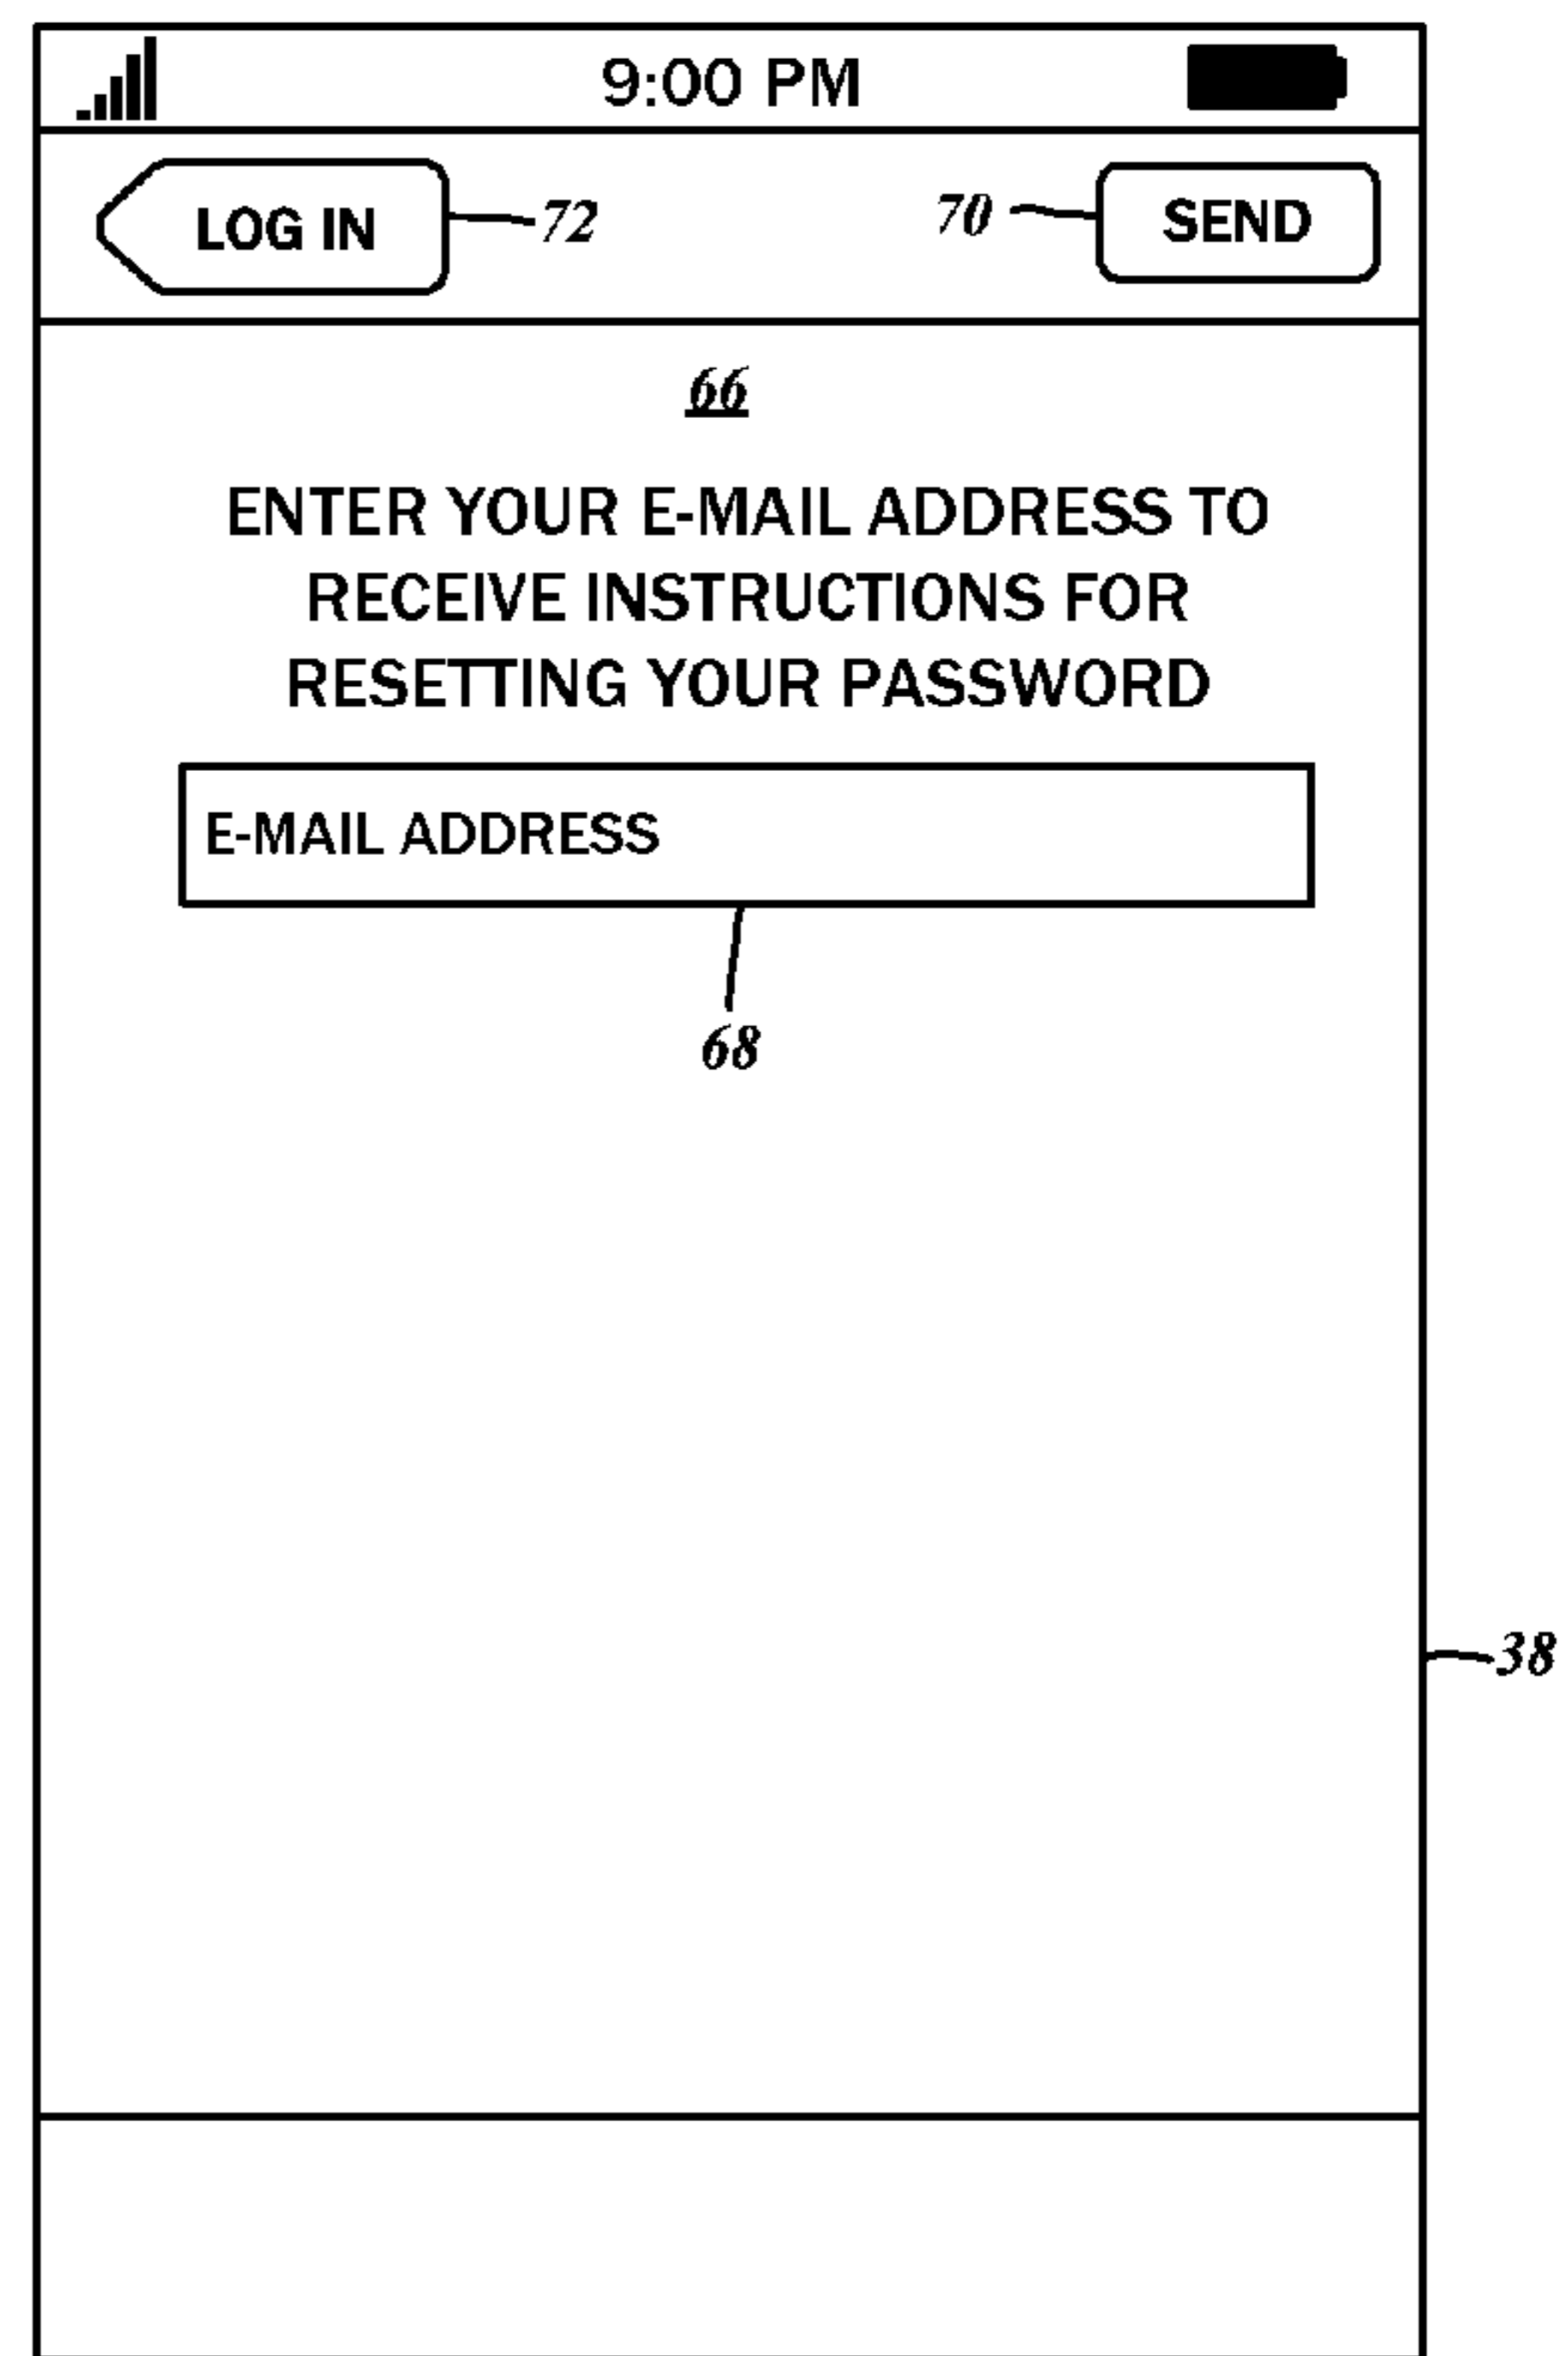 9:00 PM
LOG IN 72 70 SEND
66
ENTER YOUR E-MAIL ADDRESS TO
RECEIVE INSTRUCTIONS FOR
RESETTING YOUR PASSWORD
E-MAIL ADDRESS
68
38